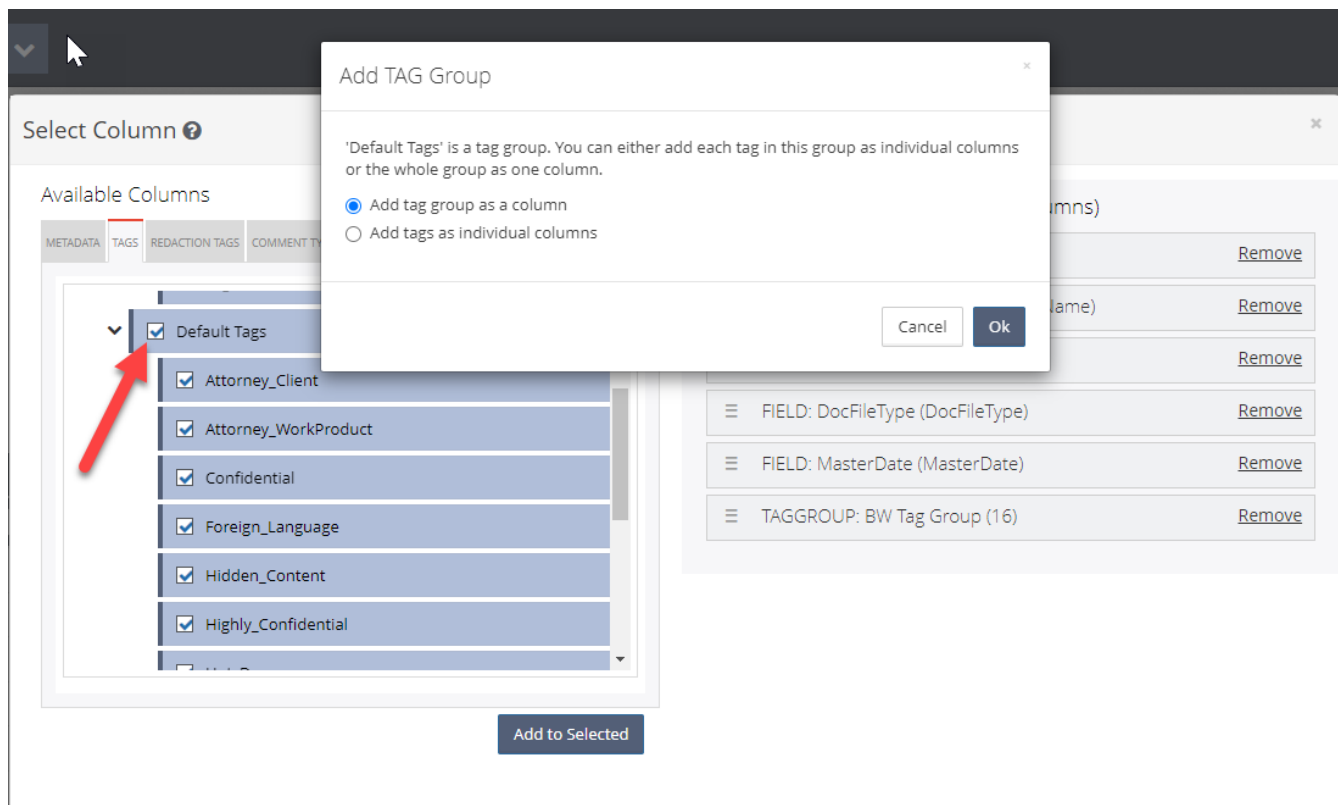 Add TAG Group
×
'Default Tags' is a tag group. You can either add each tag in this group as individual columns
or the whole group as one column.
Add tag group as a column
Add tags as individual columns
Cancel
Ok
Select Column ?
×
Available Columns
METADATA
TAGS
REDACTION TAGS
COMMENT TY
Default Tags
Attorney_Client
Attorney_WorkProduct
Confidential
Foreign_Language
Hidden_Content
Highly_Confidential
Add to Selected
umns)
Remove
Name)
Remove
Remove
FIELD: DocFileType (DocFileType)
Remove
FIELD: MasterDate (MasterDate)
Remove
TAGGROUP: BW Tag Group (16)
Remove